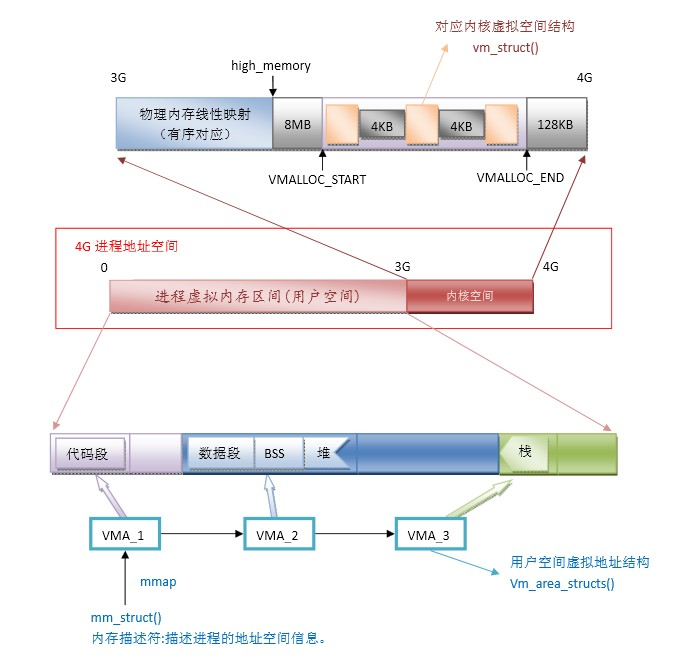 对应内核虚拟空间结构
vm_struct()
3G
high_memory
4G
物理内存线性映射
（有序对应）
8MB
4KB
4KB
128KB
VMALLOC_START
VMALLOC_END
4G 进程地址空间
0
3G
4G
进程虚拟内存区间(用户空间)
内核空间
代码段
数据段
BSS
堆
栈
VMA_1
VMA_2
VMA_3
用户空间虚拟地址结构
Vm_area_structs()
mmap
mm_struct()
内存描述符:描述进程的地址空间信息。